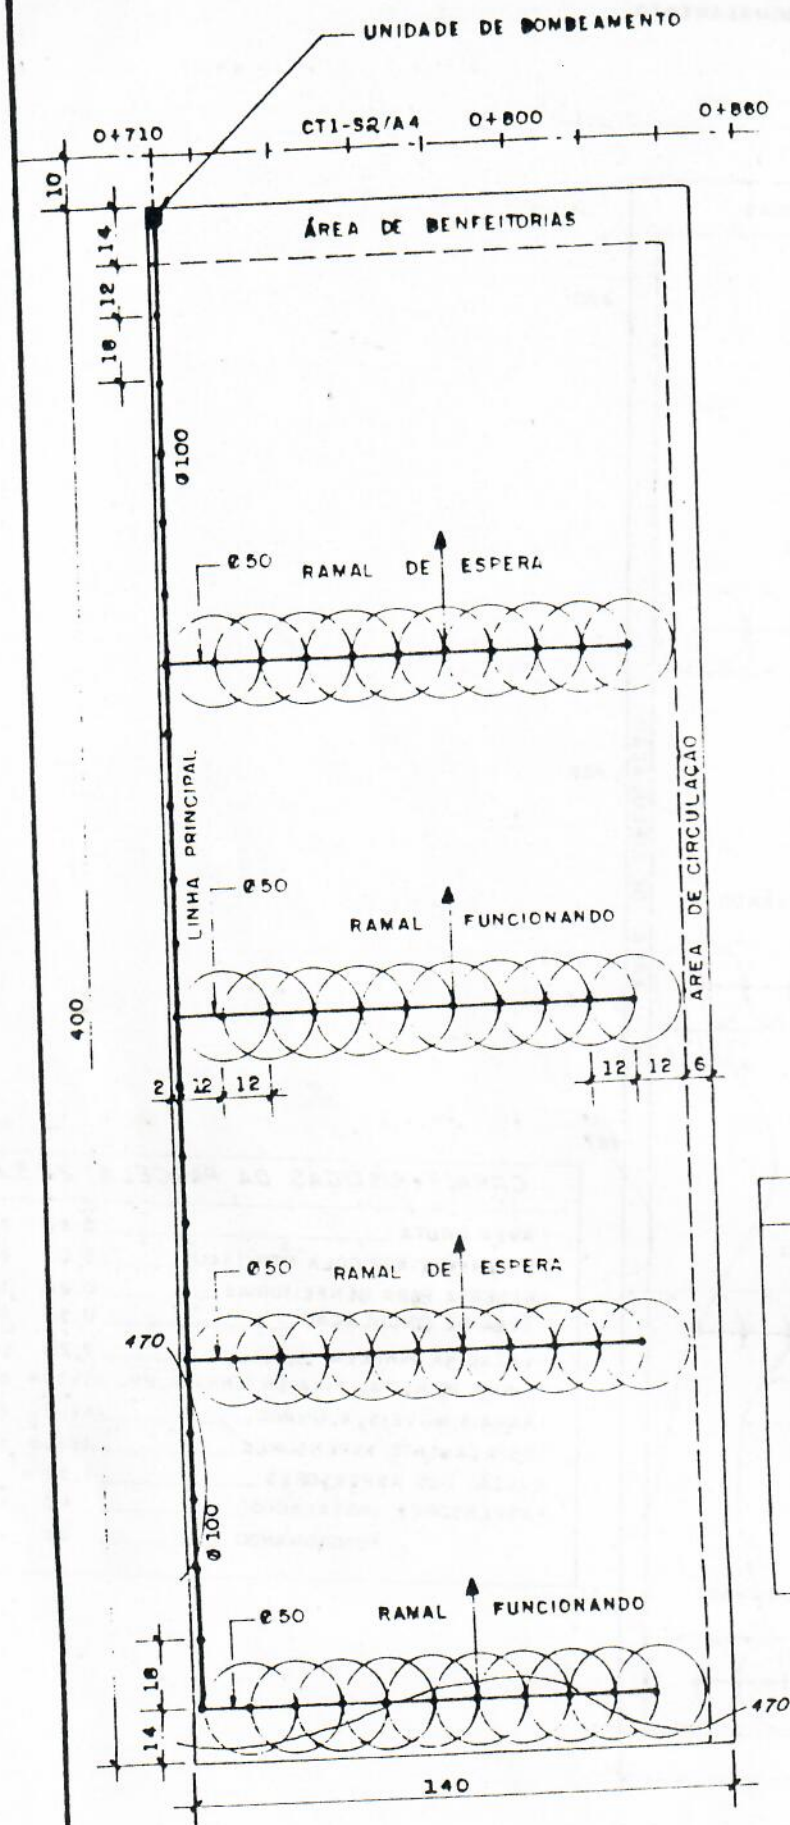 UNIDADE DE BOMBEAMENTO
0+710
CT1-S2/A4
0+800
0+860
10
ÁREA DE BENFEITORIAS
14
12
18
Ø100
Ø50
RAMAL DE ESPERA
LINHA PRINCIPAL
Ø50
RAMAL FUNCIONANDO
ÁREA DE CIRCULAÇÃO
400
2
12
12
12
12
6
Ø50
RAMAL DE ESPERA
470
Ø100
Ø50
RAMAL FUNCIONANDO
18
14
470
140